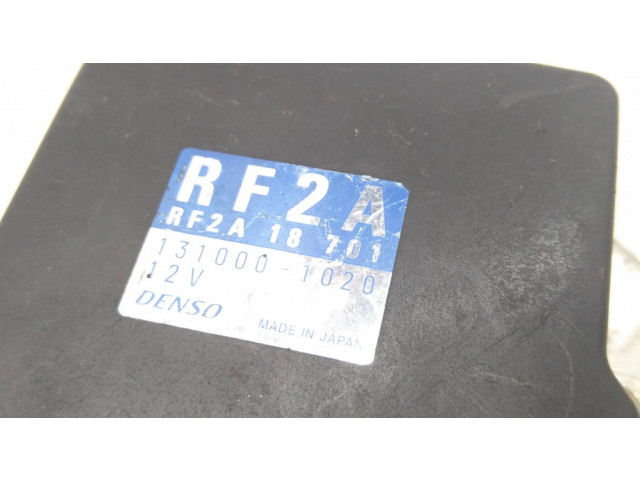 RF2A
RF2A 18 701
131000-1020
12V
DENSO
MADE IN JAPAN